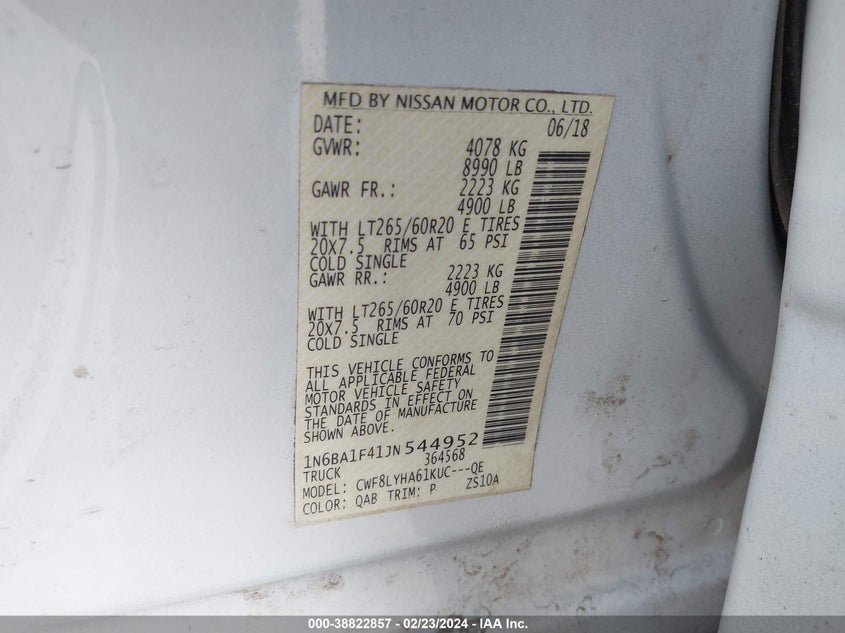 MFD BY NISSAN MOTOR CO., LTD.
DATE: 06/18
GVWR: 4078 KG
8990 LB
GAWR FR.: 2223 KG
4900 LB
WITH LT265/60R20 E TIRES
20x7.5 RIMS AT 65 PSI
COLD SINGLE
GAWR RR.: 2223 KG
4900 LB
WITH LT265/60R20 E TIRES
20x7.5 RIMS AT 70 PSI
COLD SINGLE
THIS VEHICLE CONFORMS TO
ALL APPLICABLE FEDERAL
MOTOR VEHICLE SAFETY
STANDARDS IN EFFECT ON
THE DATE OF MANUFACTURE
SHOWN ABOVE.
1N6BA1F41JN544952
TRUCK 364568
MODEL: CWF8LYHA61KUC---QE
COLOR: QAB TRIM: P ZS10A
000-38822857 - 02/23/2024 - IAA Inc.